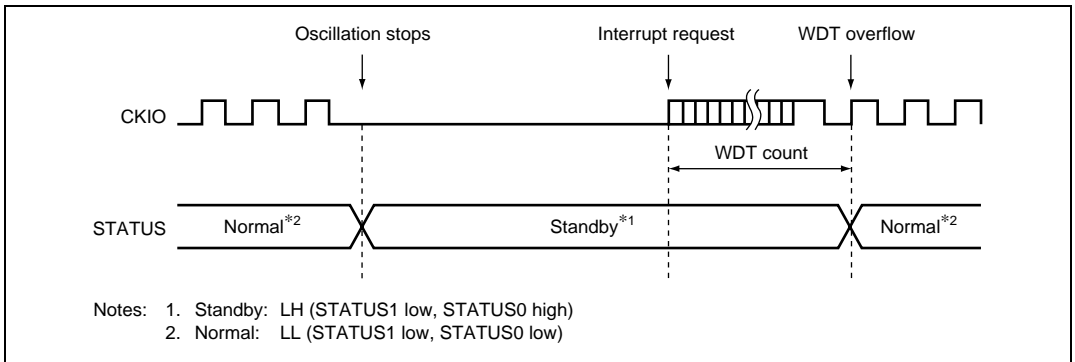 Oscillation stops Interrupt request WDT overflow
CKIO
WDT count
STATUS Normal*2 Standby*1 Normal*2
Notes: 1. Standby: LH (STATUS1 low, STATUS0 high)
2. Normal: LL (STATUS1 low, STATUS0 low)